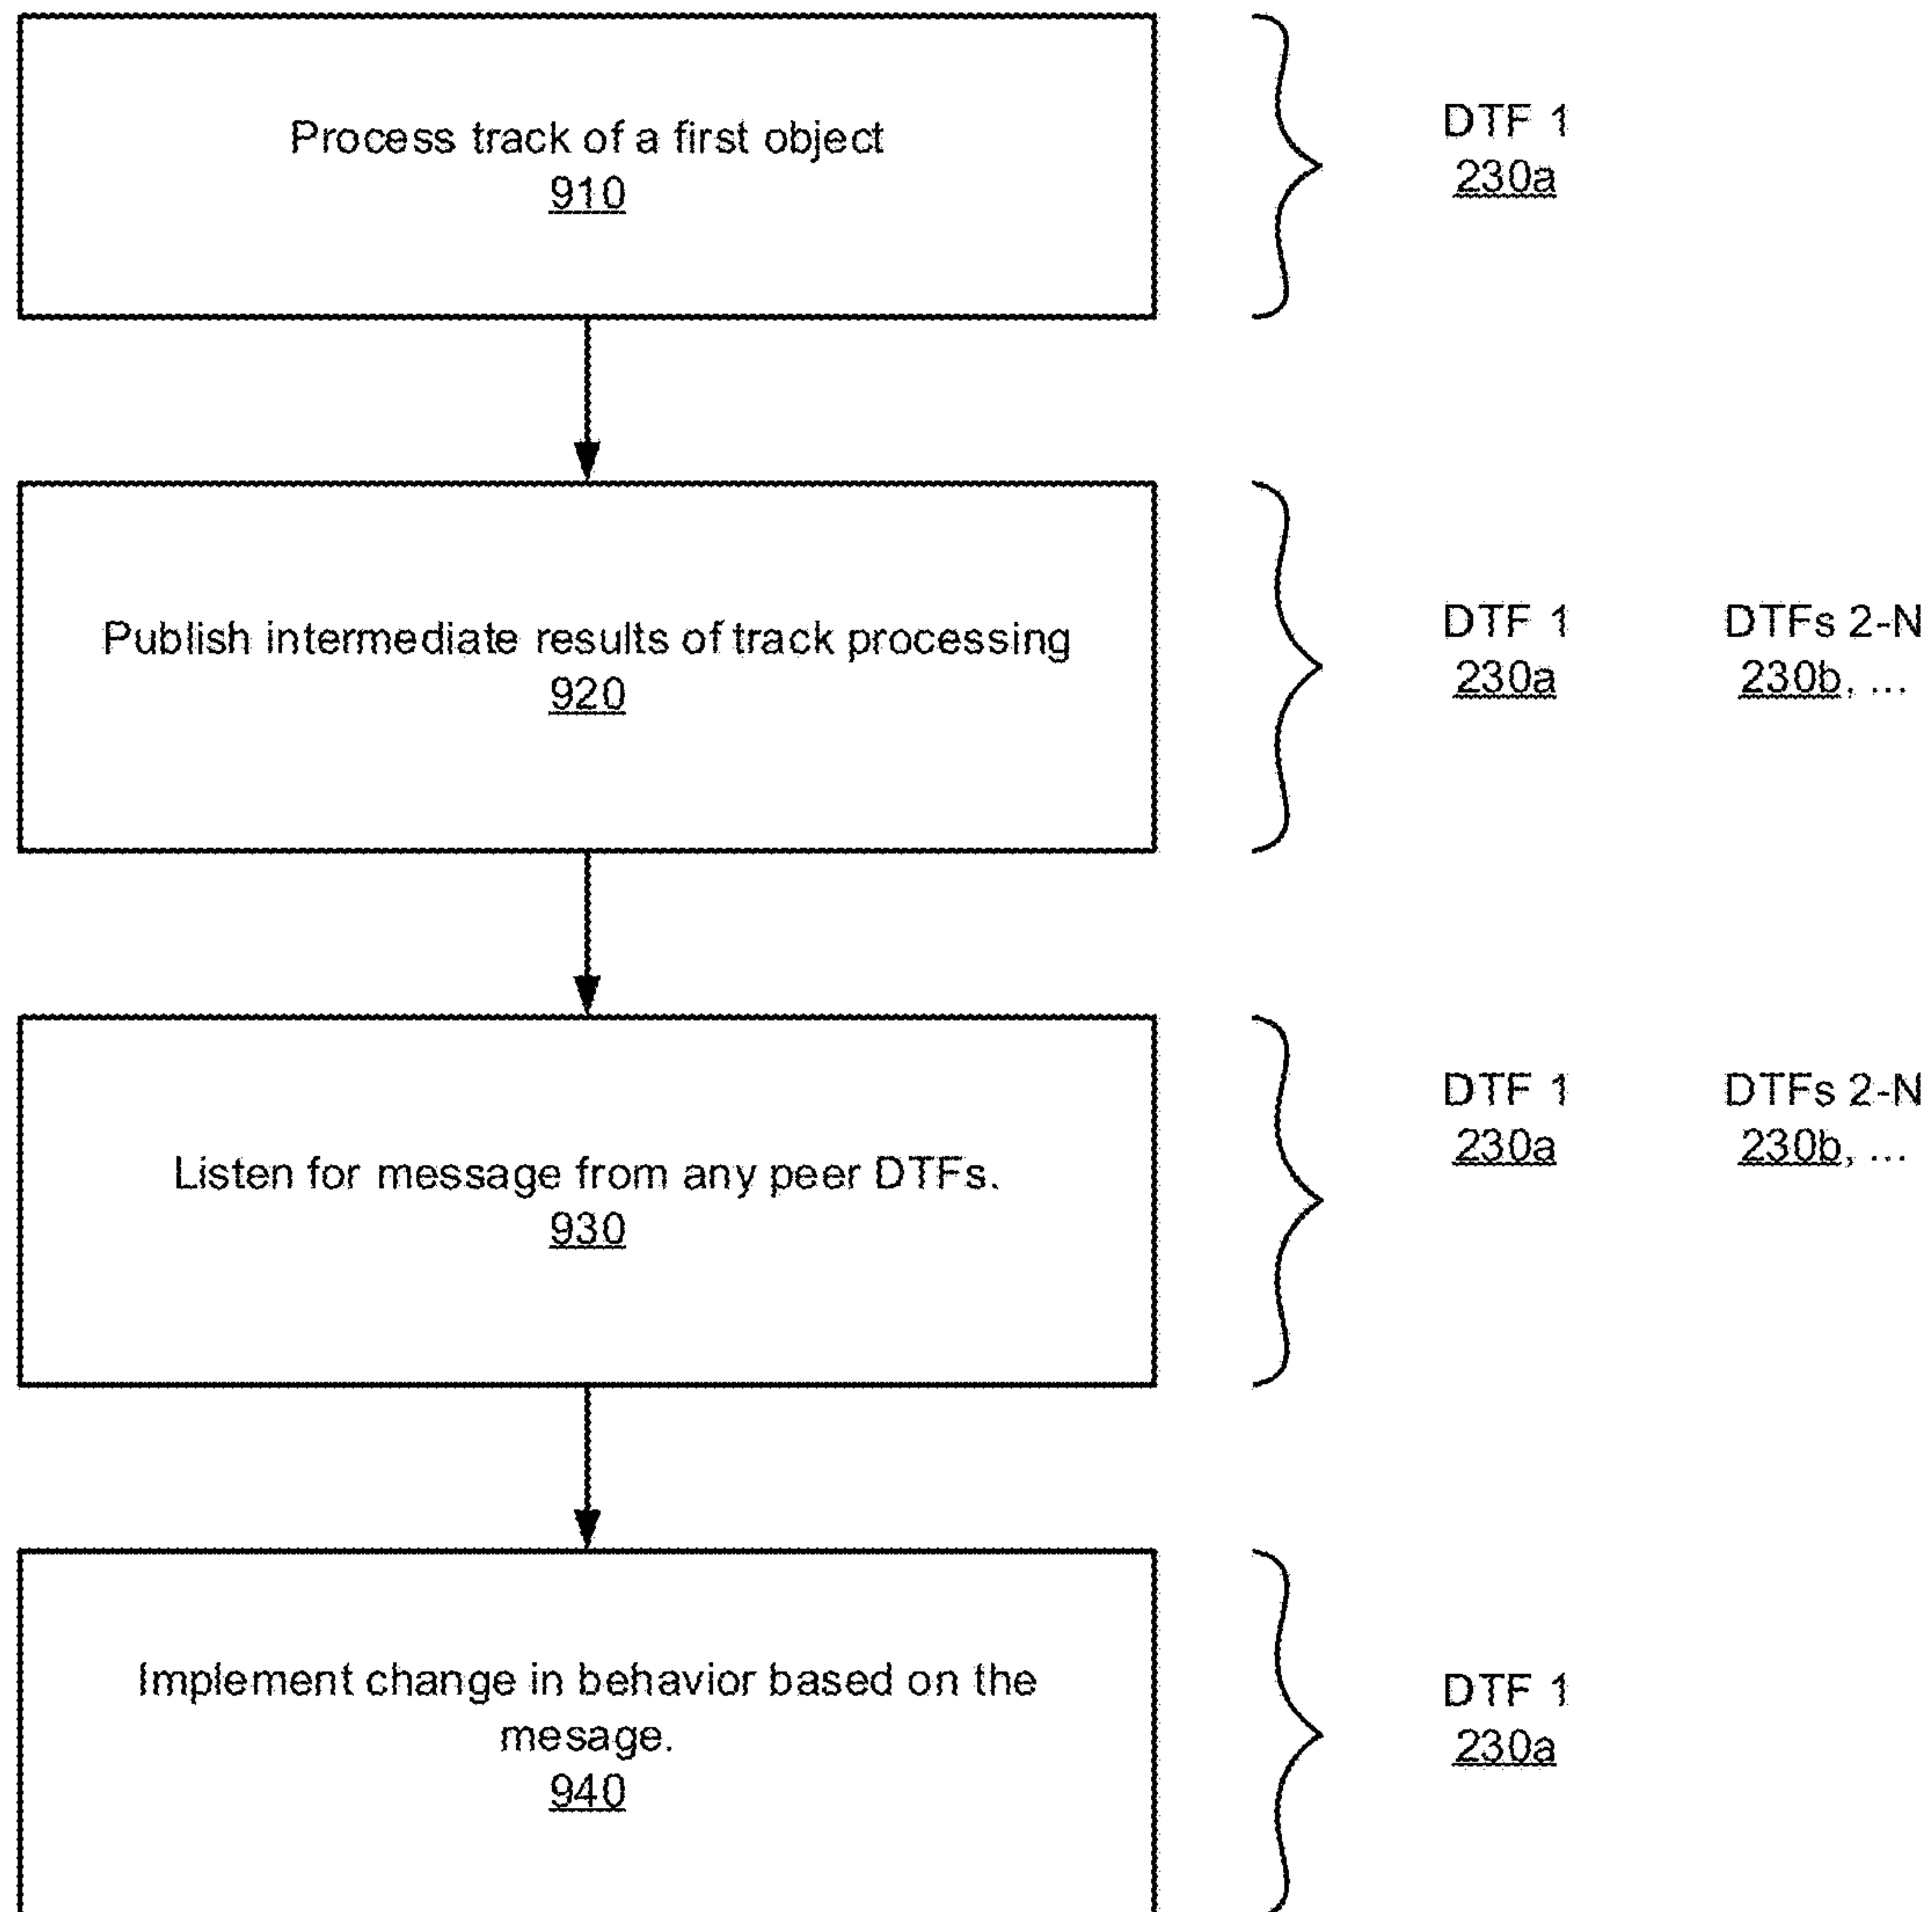 Process track of a first object
910
DTF 1
230a
Publish intermediate results of track processing
920
DTF 1
230a
DTFs 2-N
230b, ...
Listen for message from any peer DTFs.
930
DTF 1
230a
DTFs 2-N
230b, ...
Implement change in behavior based on the
mesage.
940
DTF 1
230a